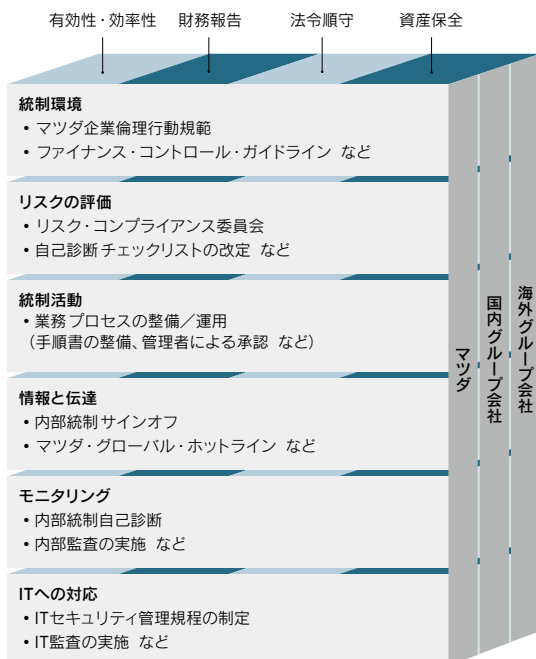 有効性・効率性
財務報告
法令順守
資産保全
統制環境
• マツダ企業倫理行動規範
• ファイナンス・コントロール・ガイドライン など
リスクの評価
• リスク・コンプライアンス委員会
• 自己診断チェックリストの改定 など
統制活動
• 業務プロセスの整備／運用
（手順書の整備、管理者による承認 など）
情報と伝達
• 内部統制サインオフ
• マツダ・グローバル・ホットライン など
モニタリング
• 内部統制自己診断
• 内部監査の実施 など
ITへの対応
• ITセキュリティ管理規程の制定
• IT監査の実施 など
マツダ
国内グループ会社
海外グループ会社